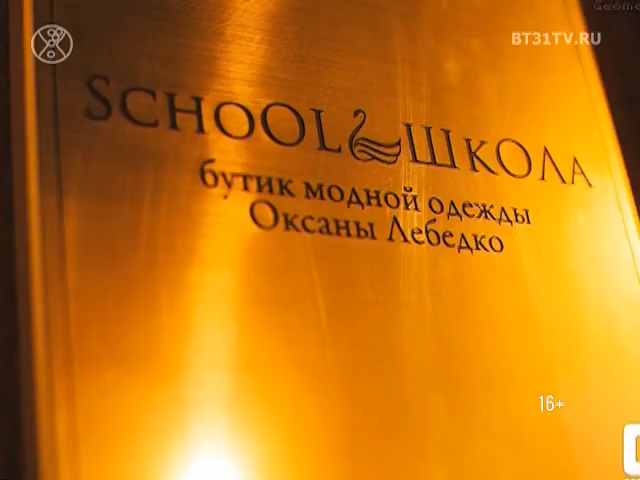 BT31TV.RU
SCHOOL ШКОЛА
бутик модной одежды
Оксаны Лебедко
16+